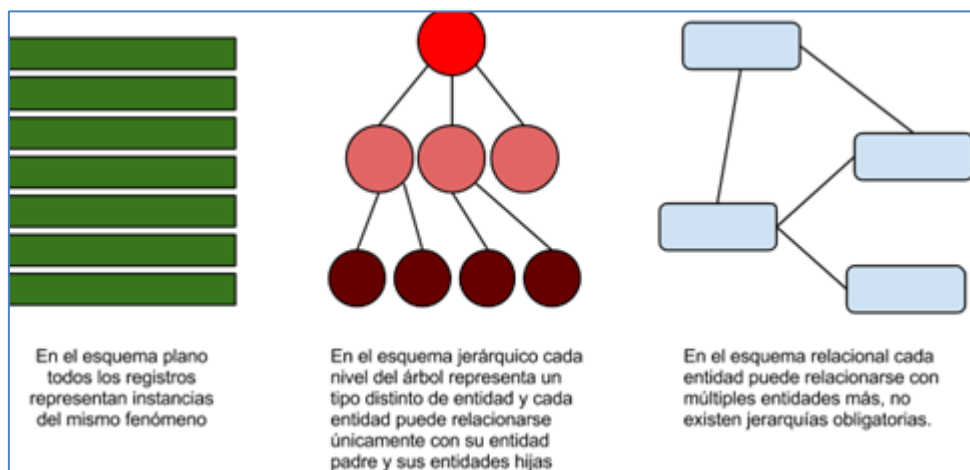 En el esquema plano
todos los registros
representan instancias
del mismo fenómeno
En el esquema jerárquico cada
nivel del árbol representa un
tipo distinto de entidad y cada
entidad puede relacionarse
únicamente con su entidad
padre y sus entidades hijas
En el esquema relacional cada
entidad puede relacionarse con
múltiples entidades más, no
existen jerarquías obligatorias.